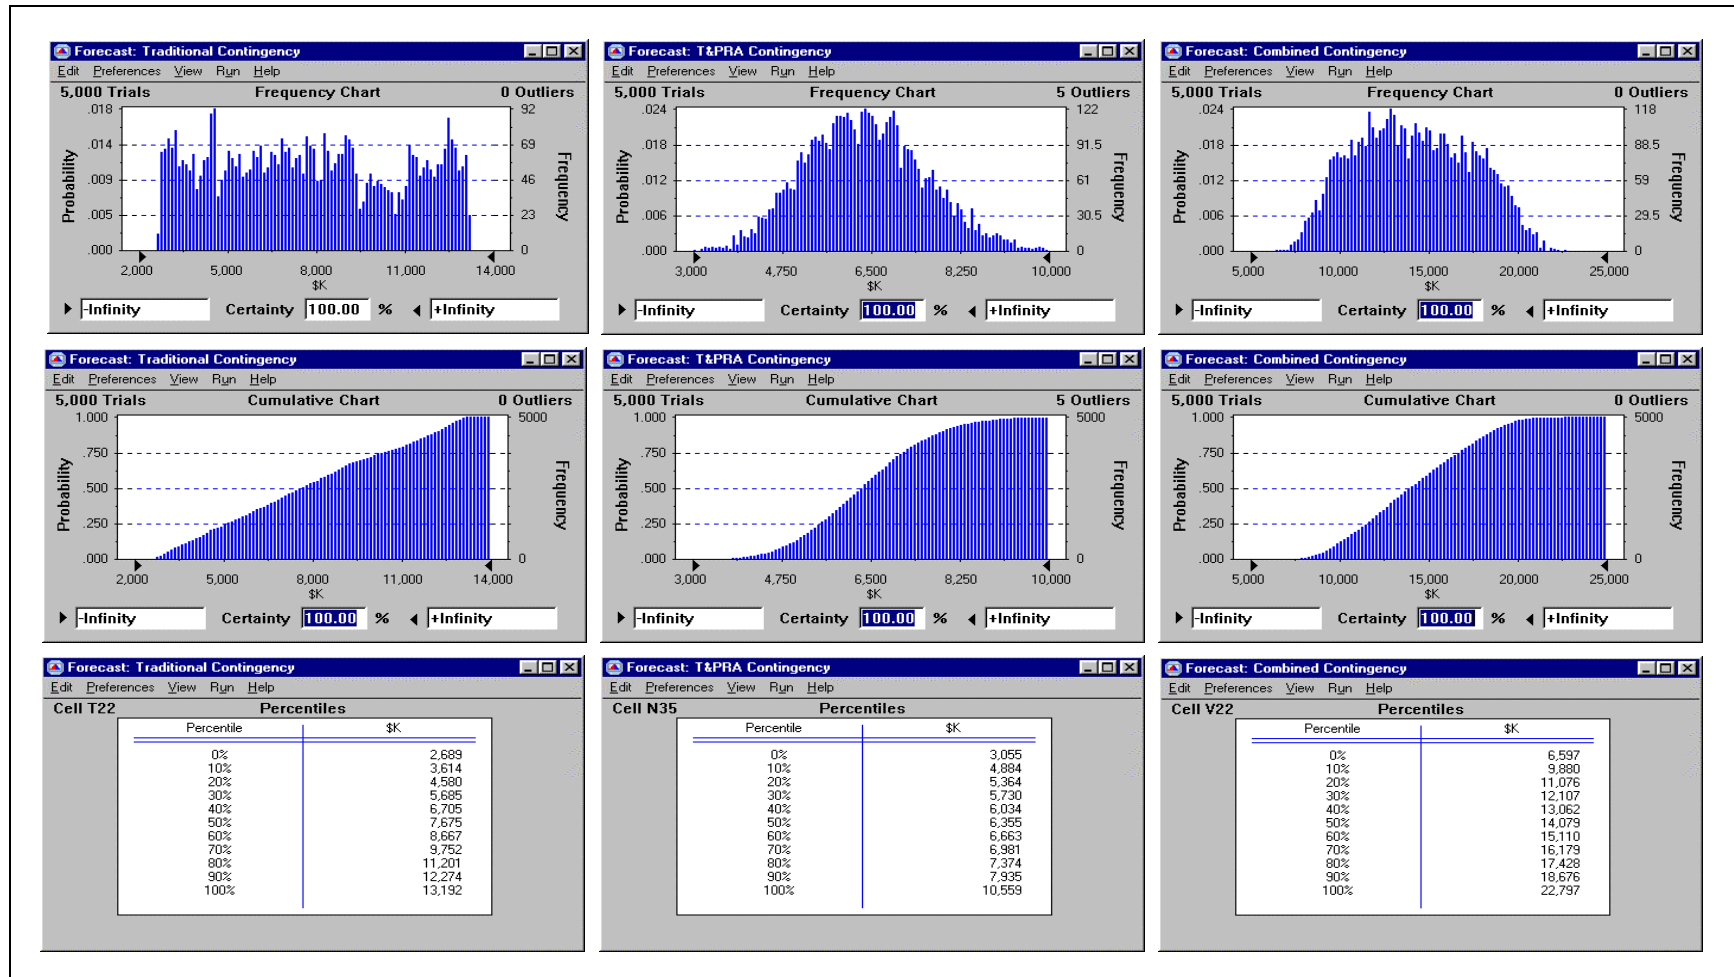 Forecast: Traditional Contingency
Edit Preferences View Run Help
5,000 Trials Frequency Chart 0 Outliers
.018 92
.014 69
.009 46
.005 23
.000 0
Probability
Frequency
2,000 5,000 8,000 11,000 14,000
$K
-Infinity Certainty 100.00 % +Infinity
Forecast: T&PRA Contingency
Edit Preferences View Run Help
5,000 Trials Frequency Chart 5 Outliers
.024 122
.018 91.5
.012 61
.006 30.5
.000 0
Probability
Frequency
3,000 4,750 6,500 8,250 10,000
$K
-Infinity Certainty 100.00 % +Infinity
Forecast: Combined Contingency
Edit Preferences View Run Help
5,000 Trials Frequency Chart 0 Outliers
.024 118
.018 88.5
.012 59
.006 29.5
.000 0
Probability
Frequency
5,000 10,000 15,000 20,000 25,000
$K
-Infinity Certainty 100.00 % +Infinity
Forecast: Traditional Contingency
Edit Preferences View Run Help
5,000 Trials Cumulative Chart 0 Outliers
1.000 5000
.750
.500
.250
.000 0
Probability
Frequency
2,000 5,000 8,000 11,000 14,000
$K
-Infinity Certainty 100.00 % +Infinity
Forecast: T&PRA Contingency
Edit Preferences View Run Help
5,000 Trials Cumulative Chart 5 Outliers
1.000 5000
.750
.500
.250
.000 0
Probability
Frequency
3,000 4,750 6,500 8,250 10,000
$K
-Infinity Certainty 100.00 % +Infinity
Forecast: Combined Contingency
Edit Preferences View Run Help
5,000 Trials Cumulative Chart 0 Outliers
1.000 5000
.750
.500
.250
.000 0
Probability
Frequency
5,000 10,000 15,000 20,000 25,000
$K
-Infinity Certainty 100.00 % +Infinity
Forecast: Traditional Contingency
Edit Preferences View Run Help
Cell T22 Percentiles
Percentile $K
0% 2,689
10% 3,614
20% 4,580
30% 5,685
40% 6,705
50% 7,675
60% 8,667
70% 9,752
80% 11,201
90% 12,274
100% 13,192
Forecast: T&PRA Contingency
Edit Preferences View Run Help
Cell N35 Percentiles
Percentile $K
0% 3,055
10% 4,884
20% 5,364
30% 5,730
40% 6,034
50% 6,355
60% 6,663
70% 6,981
80% 7,374
90% 7,935
100% 10,559
Forecast: Combined Contingency
Edit Preferences View Run Help
Cell V22 Percentiles
Percentile $K
0% 6,597
10% 9,880
20% 11,076
30% 12,107
40% 13,062
50% 14,079
60% 15,110
70% 16,179
80% 17,428
90% 18,676
100% 22,797